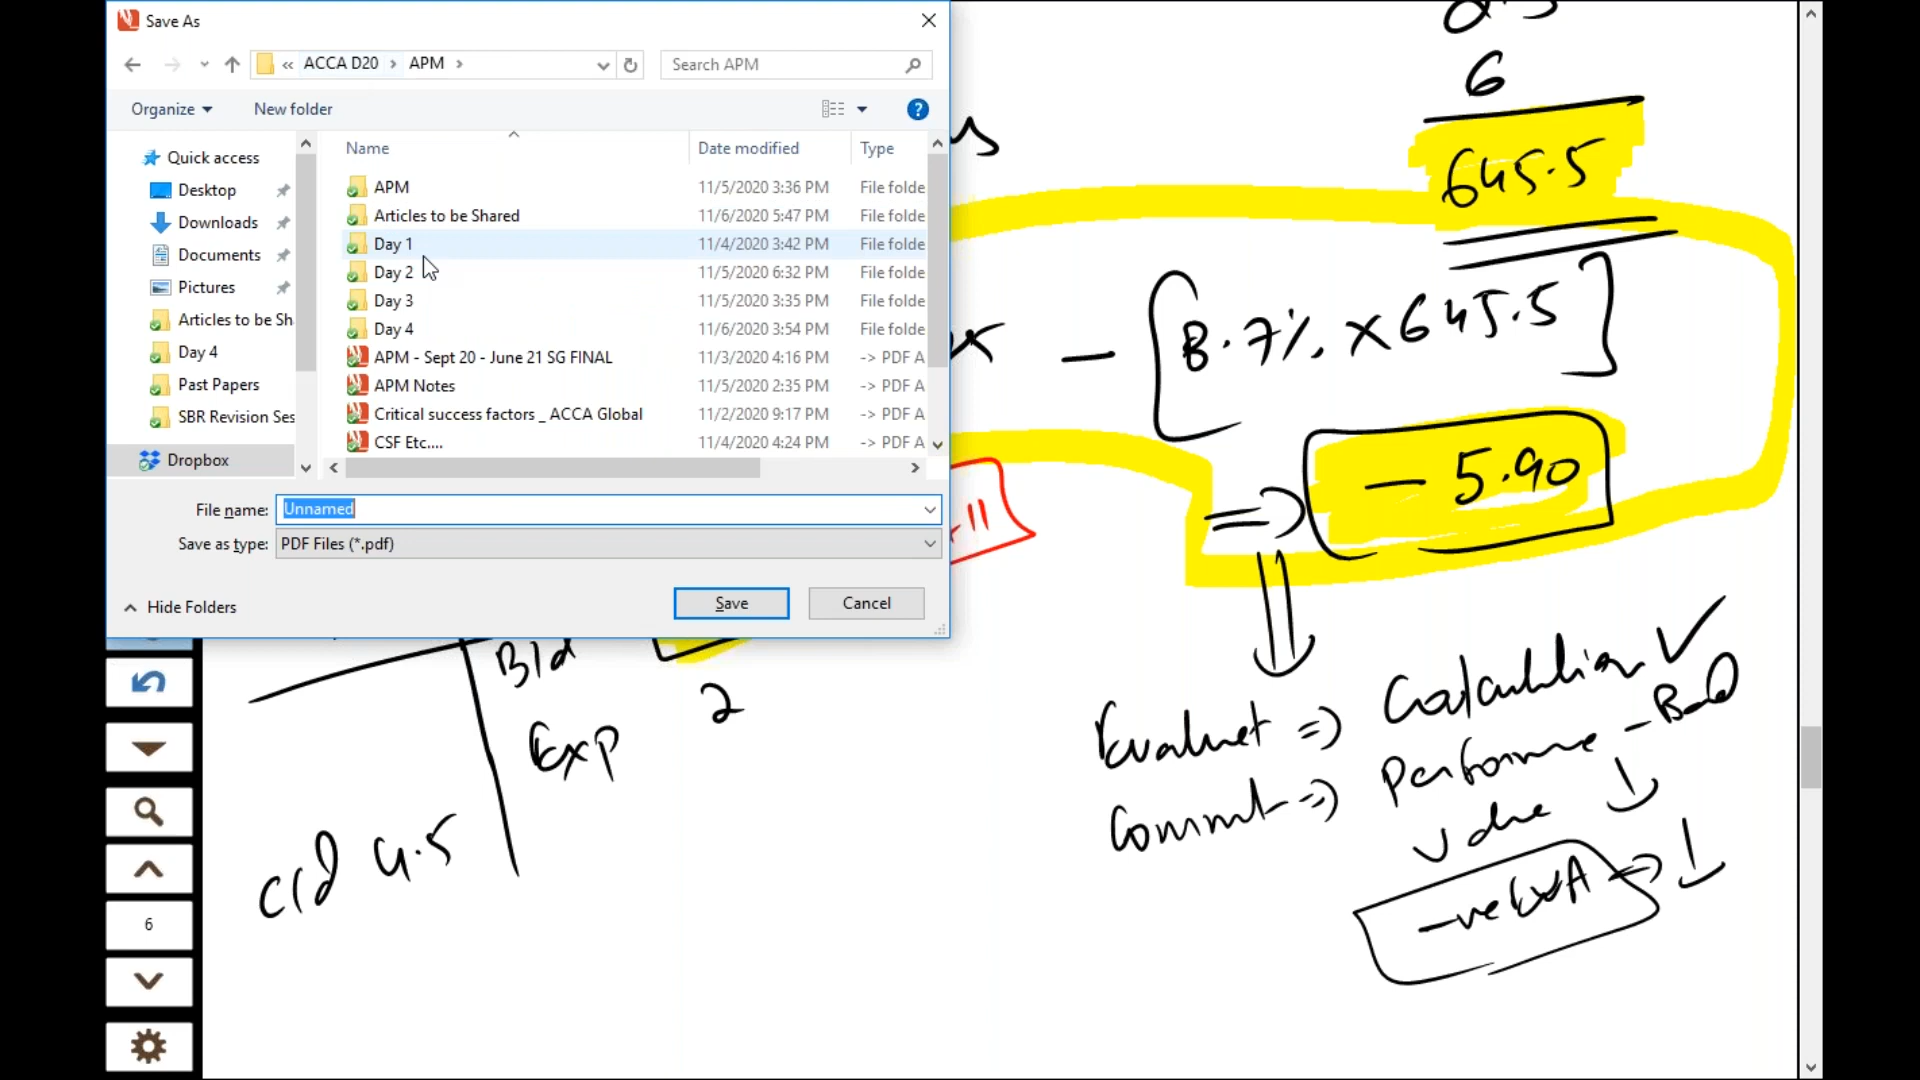 Save As
« ACCA D20 > APM >
Search APM
Organize
New folder
Name
Date modified
Type
Quick access
Desktop
Downloads
Documents
Pictures
Articles to be Sh
Day 4
Past Papers
SBR Revision Ses
Dropbox
APM 11/5/2020 3:36 PM File folde
Articles to be Shared 11/6/2020 5:47 PM File folde
Day 1 11/4/2020 3:42 PM File folde
Day 2 11/5/2020 6:32 PM File folde
Day 3 11/5/2020 3:35 PM File folde
Day 4 11/6/2020 3:54 PM File folde
APM - Sept 20 - June 21 SG FINAL 11/3/2020 4:16 PM -> PDF A
APM Notes 11/5/2020 2:35 PM -> PDF A
Critical success factors _ ACCA Global 11/2/2020 9:17 PM -> PDF A
CSF Etc.... 11/4/2020 4:24 PM -> PDF A
File name: Unnamed
Save as type: PDF Files (*.pdf)
Hide Folders
Save
Cancel
6
645.5
- [8.7% x 645.5]
=> - 5.90
B/d
2
Exp
c/d 4.5
=> Calculation ✓
=> Performe - Bad
↓
-ve EVA => ↓
6